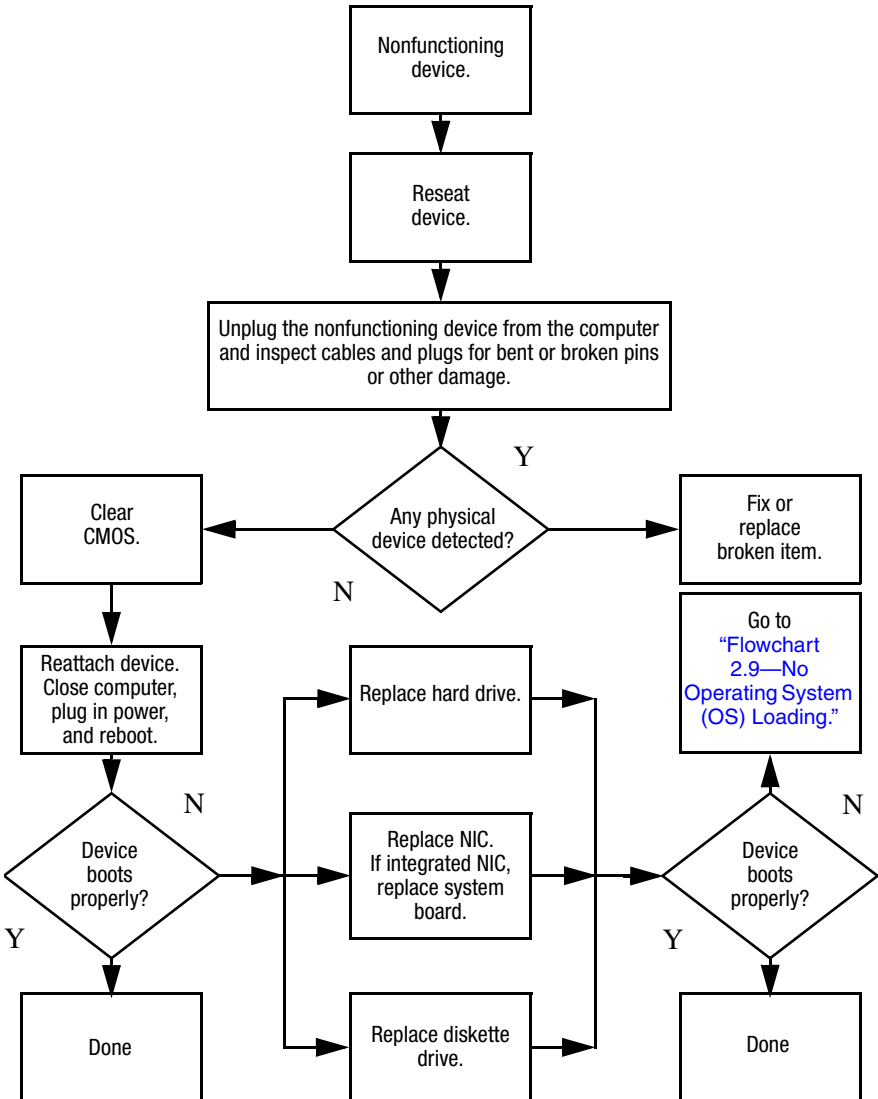 Nonfunctioning
device.
Reseat
device.
Unplug the nonfunctioning device from the computer
and inspect cables and plugs for bent or broken pins
or other damage.
Y
Clear
CMOS.
Any physical
device detected?
Fix or
replace
broken item.
N
Reattach device.
Close computer,
plug in power,
and reboot.
Replace hard drive.
Go to
“Flowchart
2.9—No
Operating System
(OS) Loading.”
N
Device
boots
properly?
Y
Replace NIC.
If integrated NIC,
replace system
board.
N
Device
boots
properly?
Y
Done
Replace diskette
drive.
Done